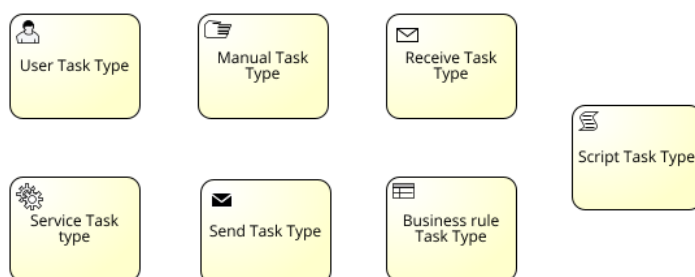 User Task Type
Manual Task
Type
Receive Task
Type
Script Task Type
Service Task
type
Send Task Type
Business rule
Task Type